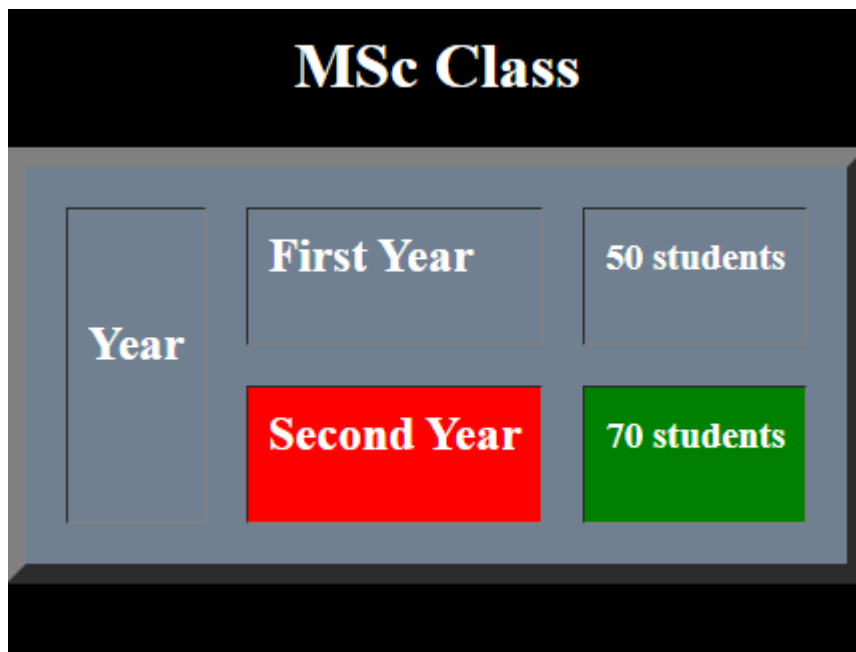 MSc Class
First Year
50 students
Year
Second Year
70 students